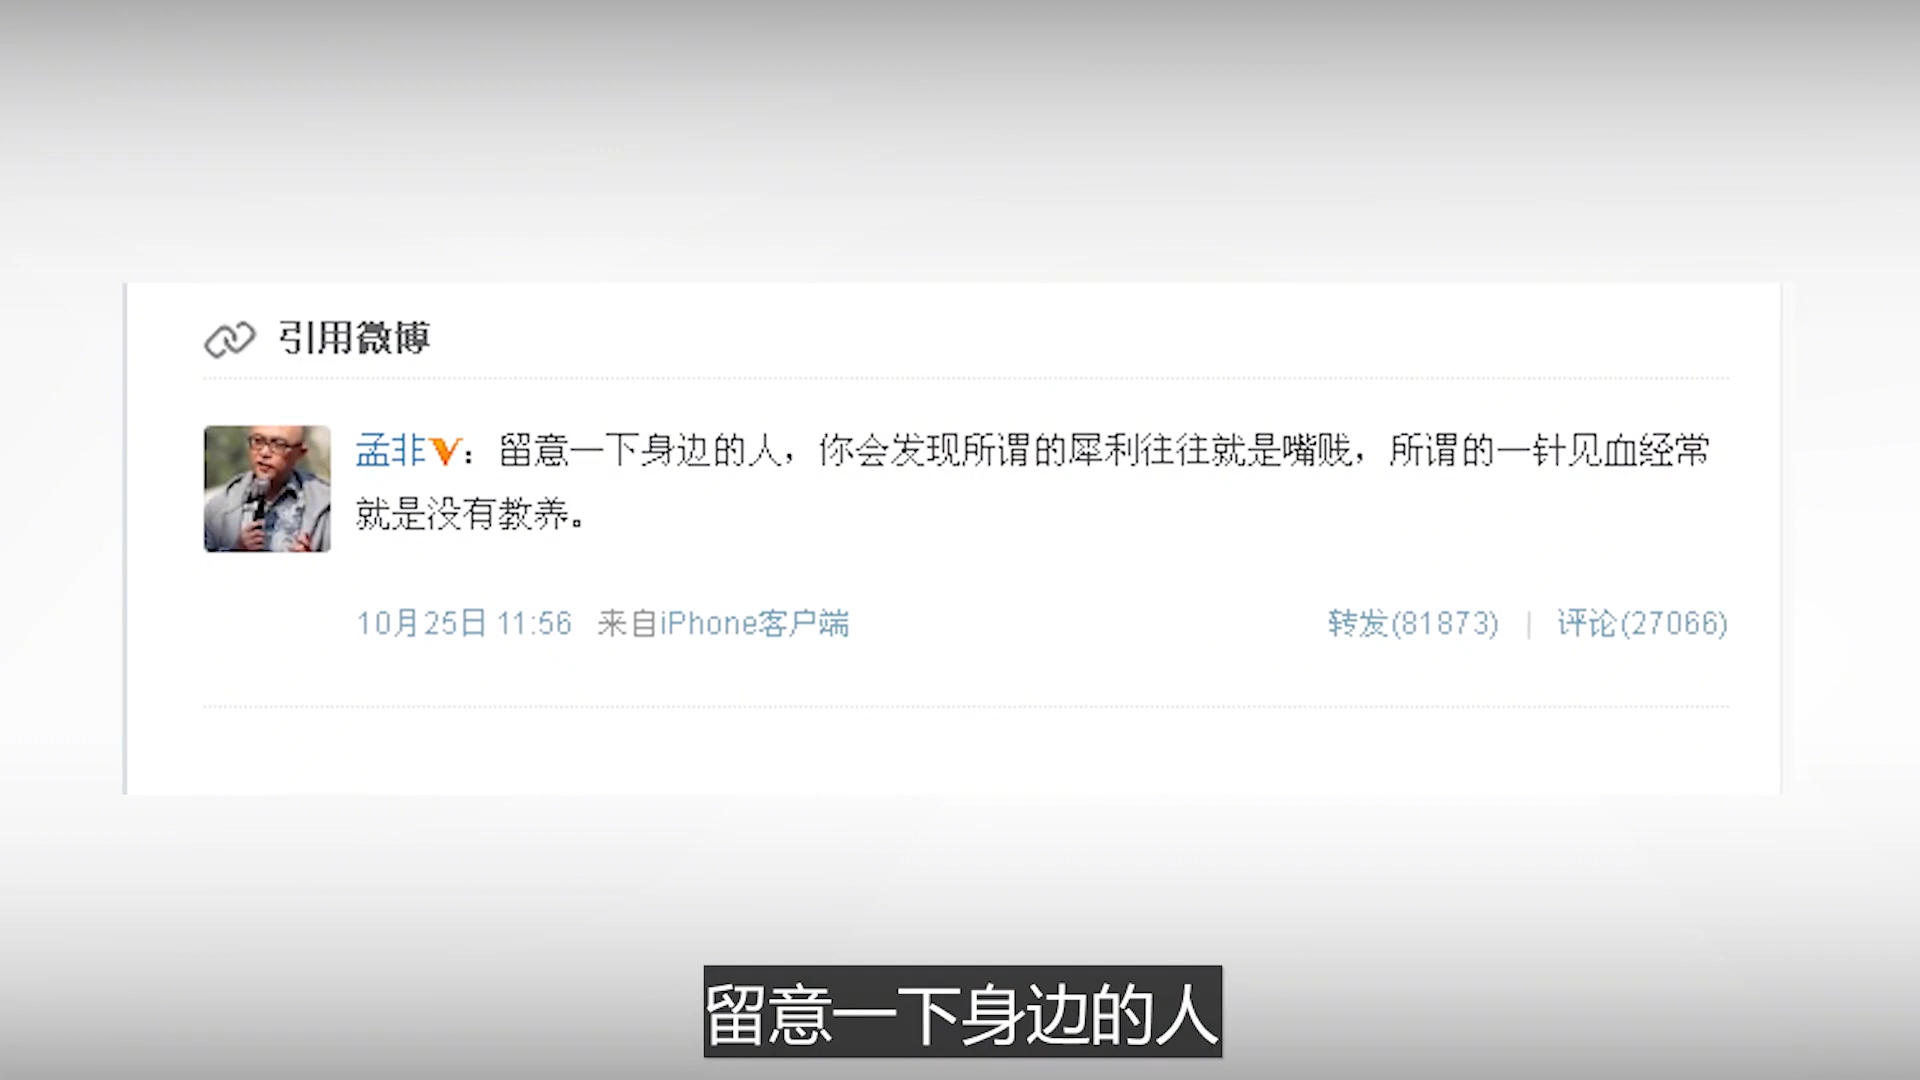 引用微博
孟非V：留意一下身边的人，你会发现所谓的犀利往往就是嘴贱，所谓的一针见血经常
就是没有教养。
10月25日 11:56 来自iPhone客户端 转发(81873) | 评论(27066)
留意一下身边的人